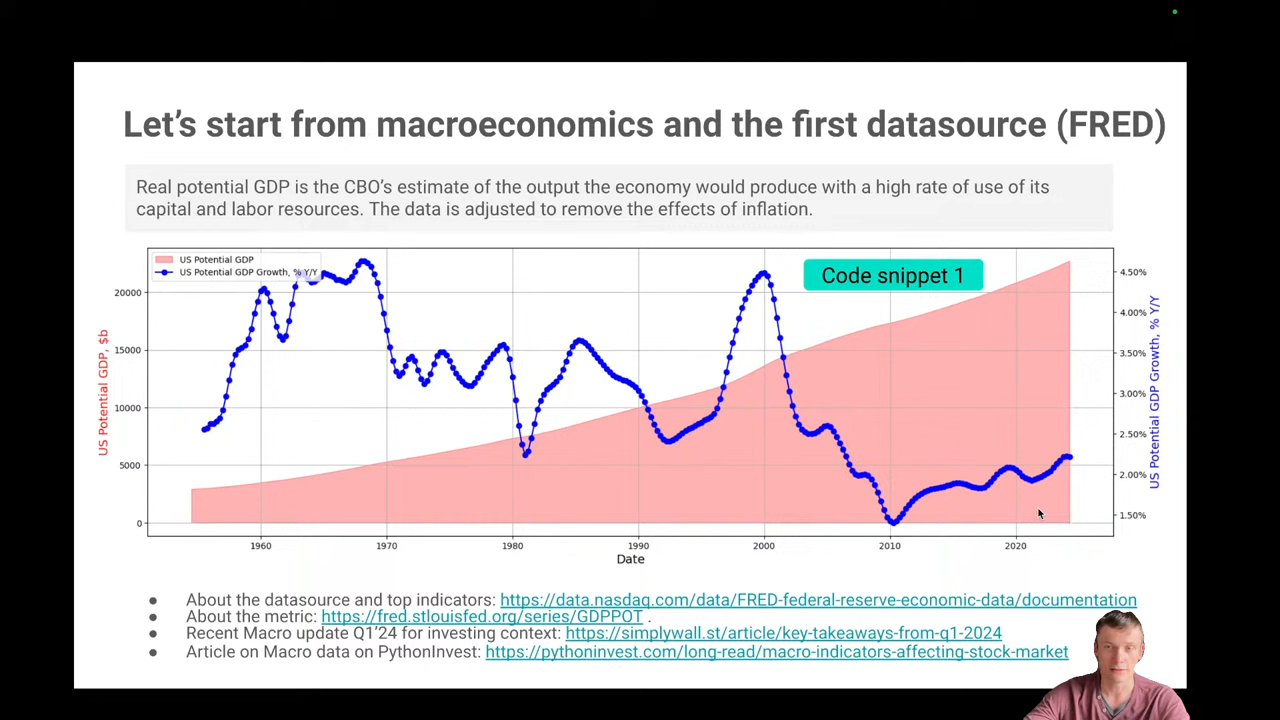 Let's start from macroeconomics and the first datasource (FRED)
Real potential GDP is the CBO's estimate of the output the economy would produce with a high rate of use of its
capital and labor resources. The data is adjusted to remove the effects of inflation.
US Potential GDP
US Potential GDP Growth, % Y/Y
Code snippet 1
US Potential GDP, $b
20000
15000
10000
5000
0
4.50%
4.00%
3.50%
3.00%
2.50%
2.00%
1.50%
US Potential GDP Growth, % Y/Y
1960 1970 1980 1990 2000 2010 2020
Date
● About the datasource and top indicators: https://data.nasdaq.com/data/FRED-federal-reserve-economic-data/documentation
● About the metric: https://fred.stlouisfed.org/series/GDPPOT .
● Recent Macro update Q1'24 for investing context: https://simplywall.st/article/key-takeaways-from-q1-2024
● Article on Macro data on PythonInvest: https://pythoninvest.com/long-read/macro-indicators-affecting-stock-market